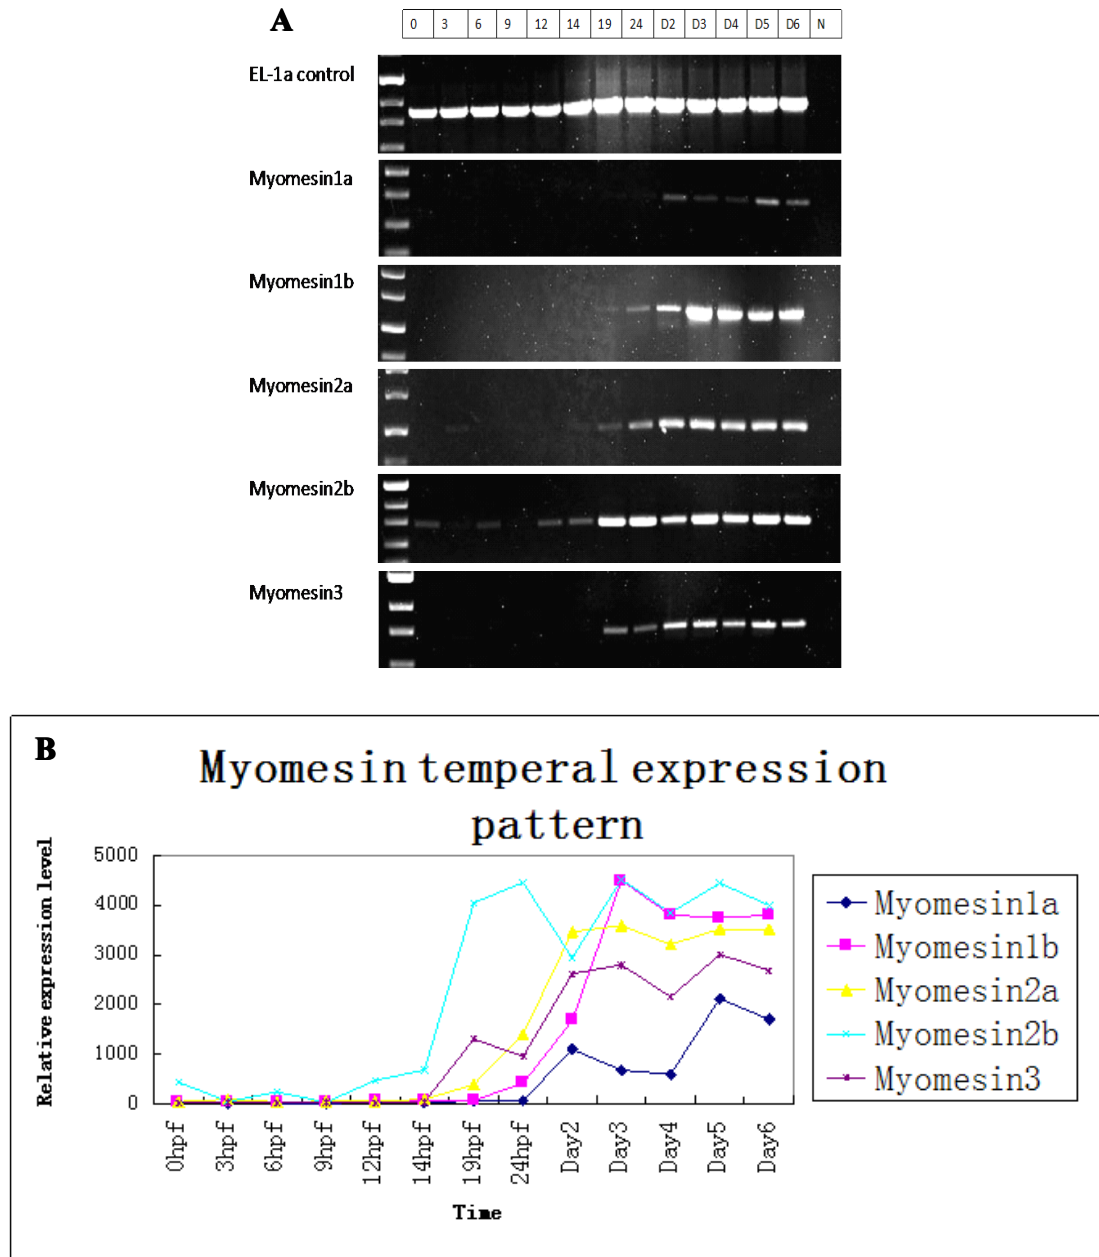 A
0 3 6 9 12 14 19 24 D2 D3 D4 D5 D6 N
EL-1a control
Myomesin1a
Myomesin1b
Myomesin2a
Myomesin2b
Myomesin3
B
Myomesin temperal expression
pattern
Relative expression level
5000
4000
3000
2000
1000
0
0hpf 3hpf 6hpf 9hpf 12hpf 14hpf 19hpf 24hpf Day2 Day3 Day4 Day5 Day6
Time
Myomesin1a
Myomesin1b
Myomesin2a
Myomesin2b
Myomesin3